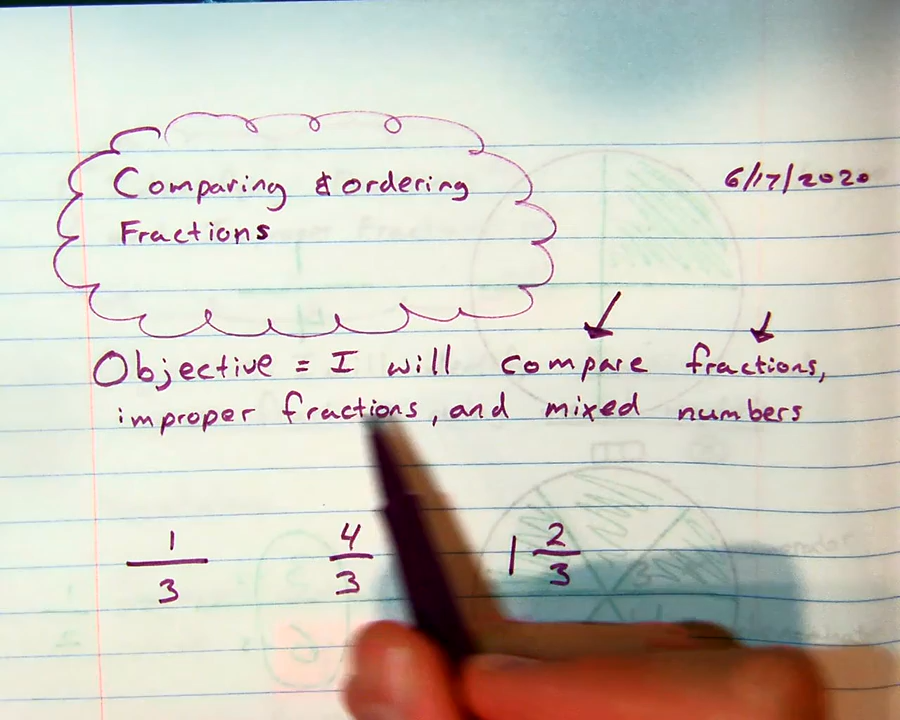 Comparing & ordering
Fractions
6/17/2020
Objective = I will compare fractions,
improper fractions, and mixed numbers
1/3 4/3 1 2/3